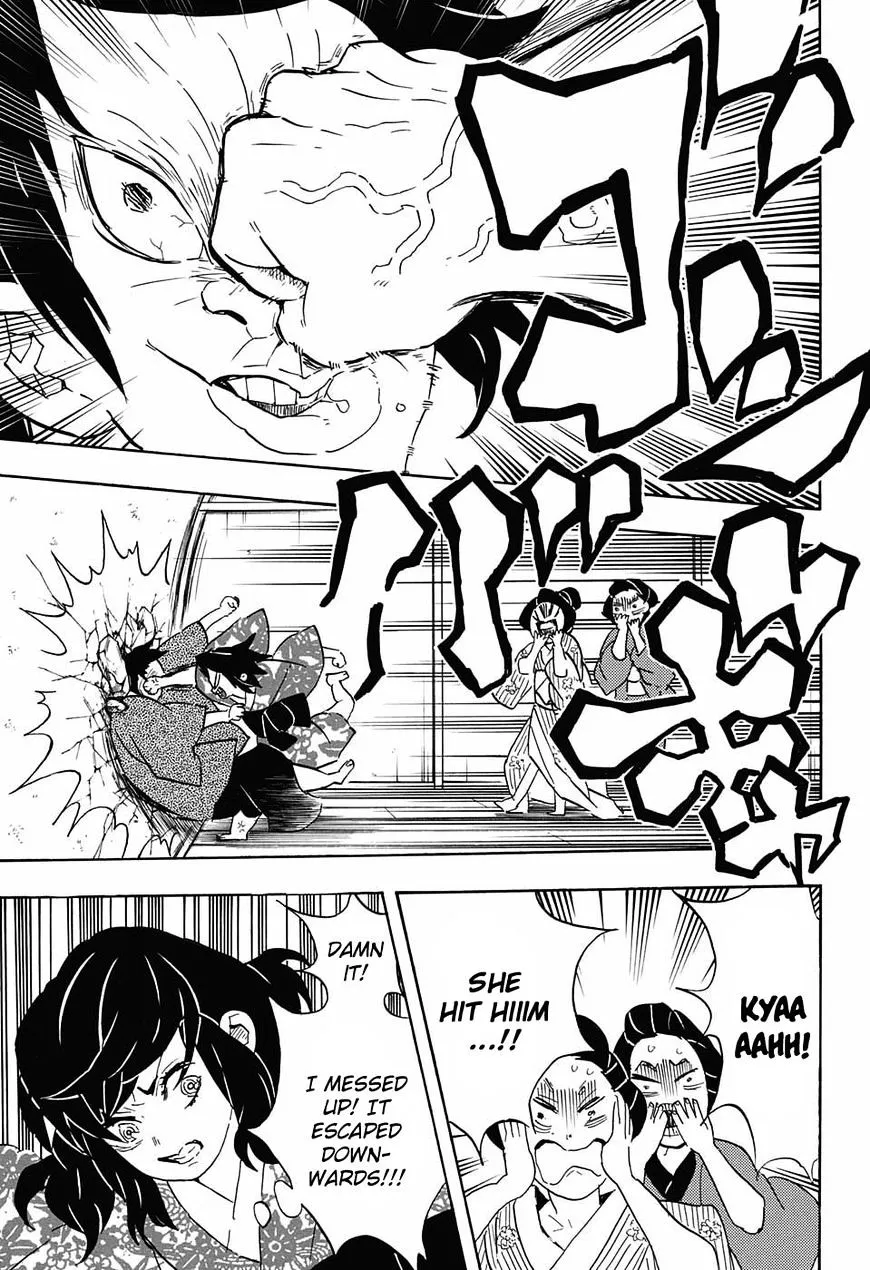 KYAA
AAHH!
SHE
HIT HIIIM
...!!
DAMN
IT!
I MESSED
UP! IT
ESCAPED
DOWN-
WARDS!!!